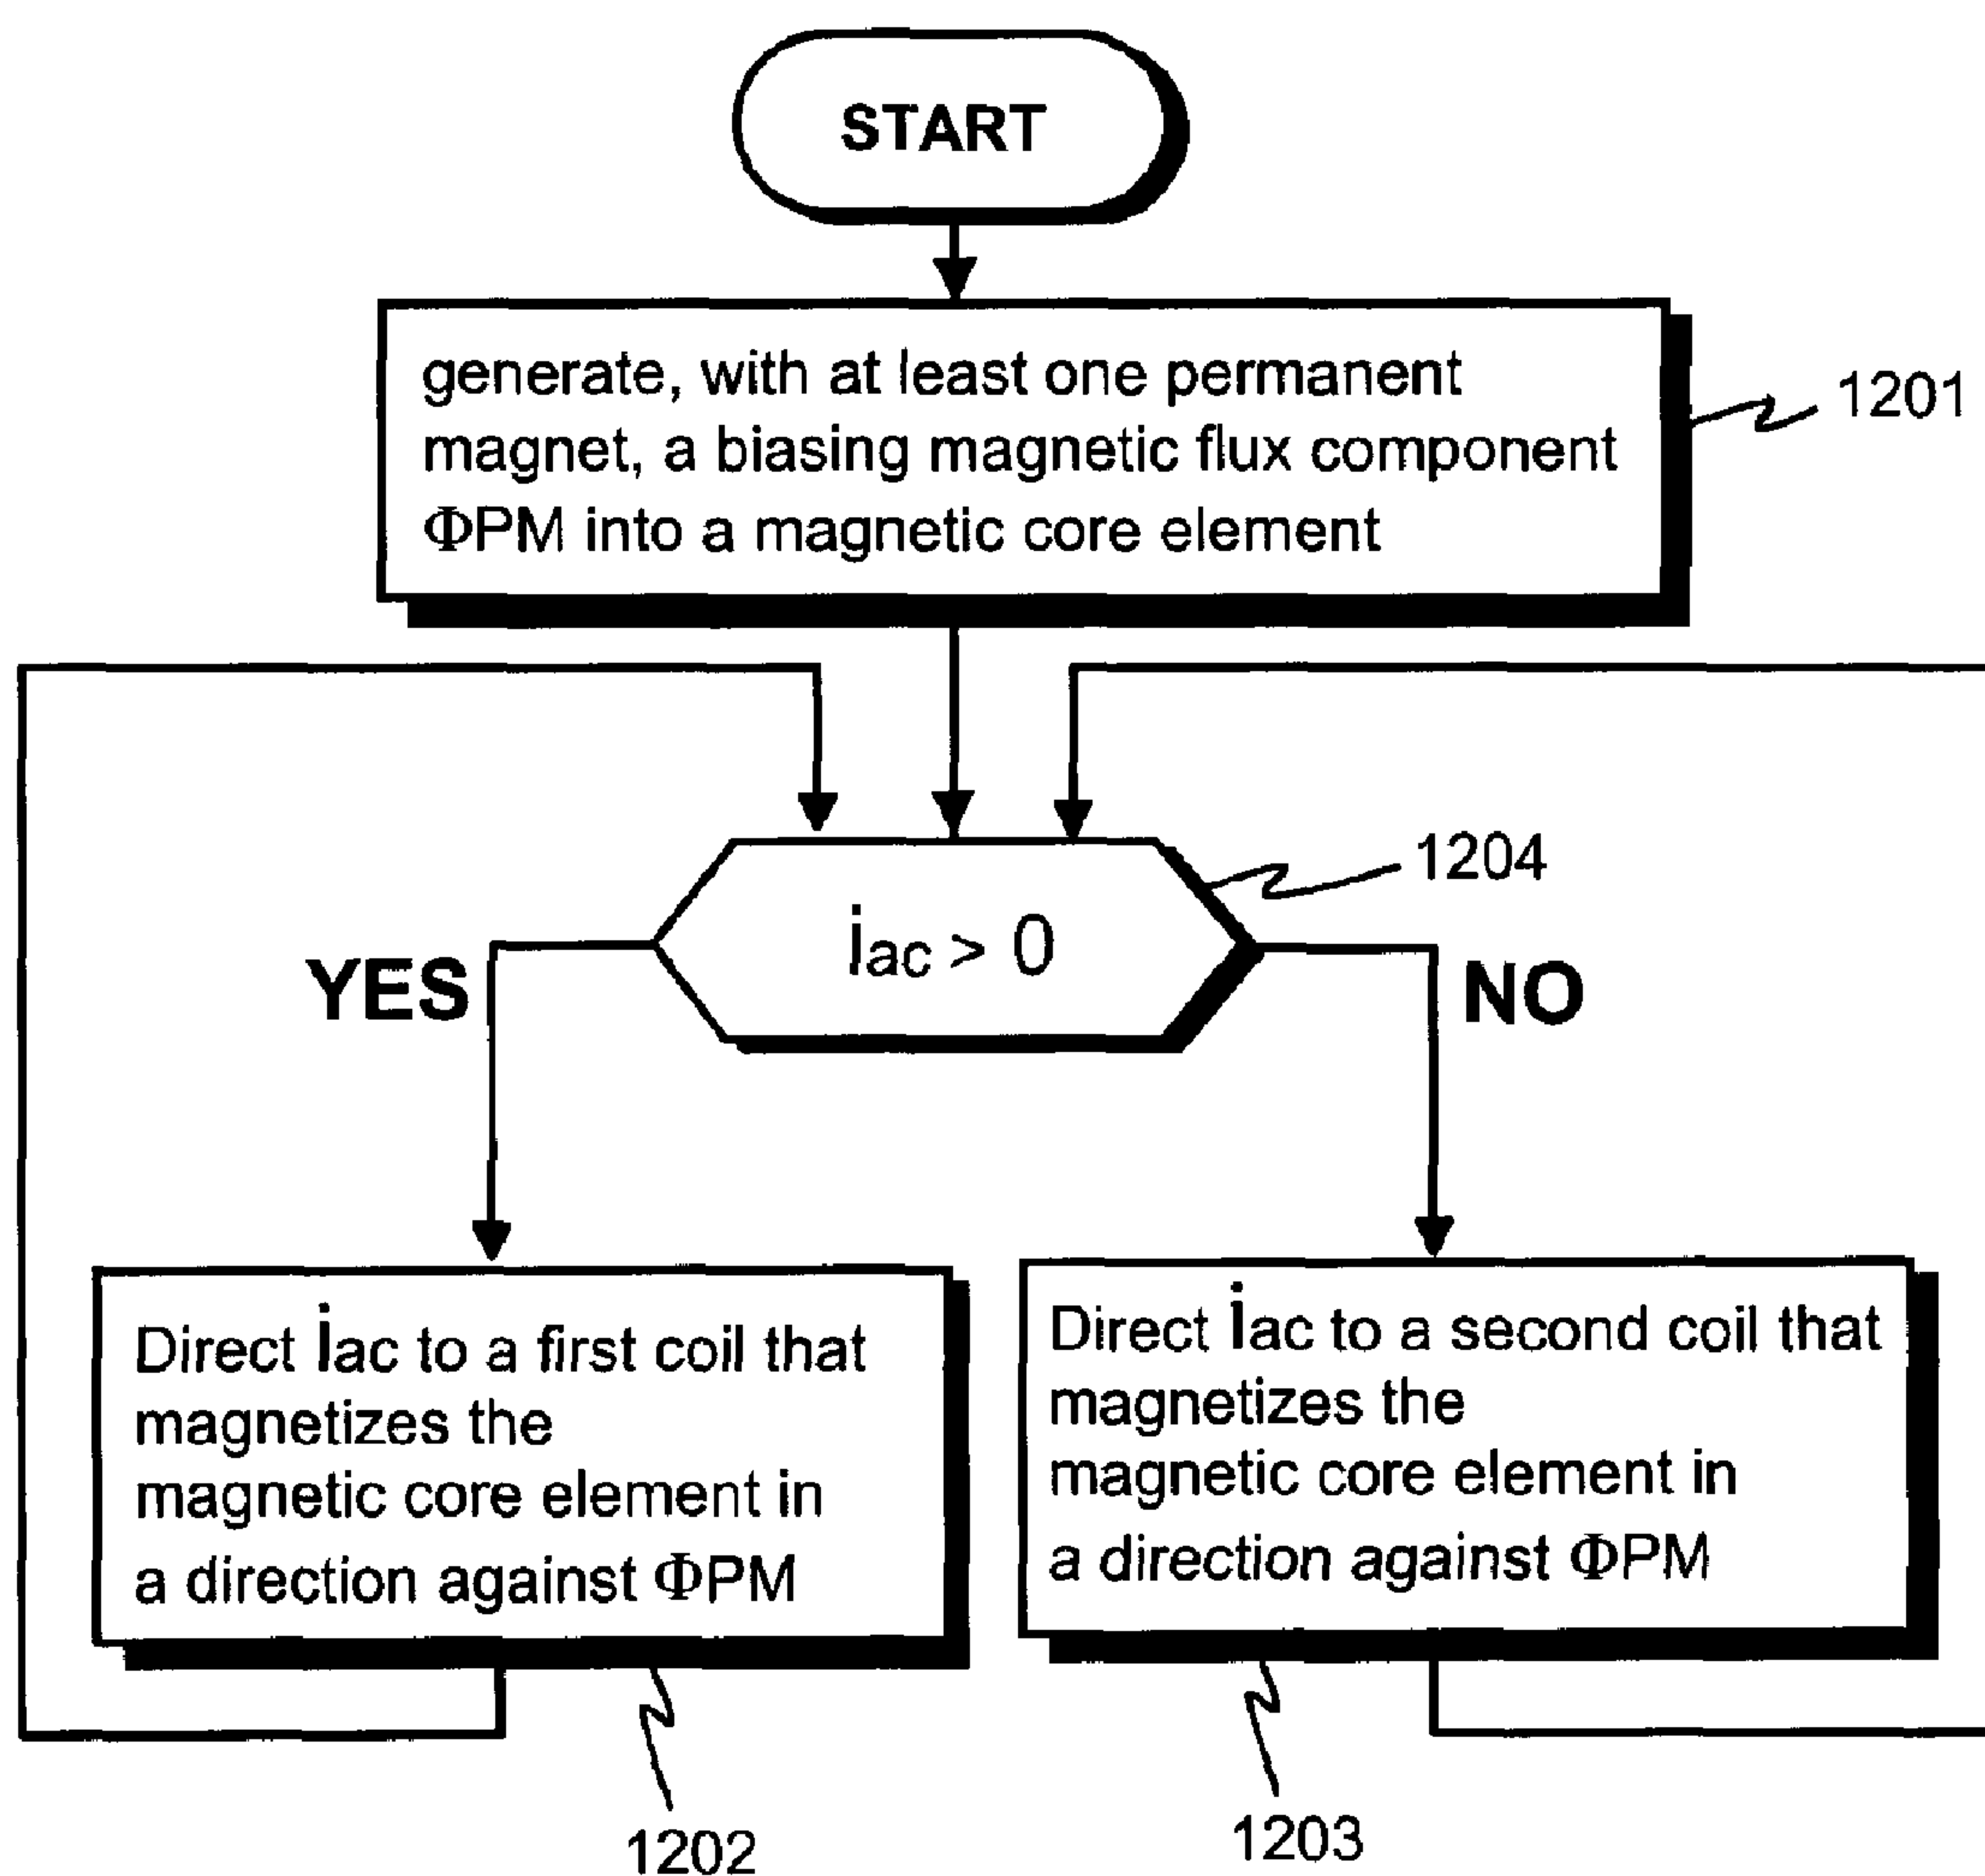 START
generate, with at least one permanent
magnet, a biasing magnetic flux component
ΦPM into a magnetic core element
1201
1204
iac > 0
YES
NO
Direct iac to a first coil that
magnetizes the
magnetic core element in
a direction against ΦPM
Direct iac to a second coil that
magnetizes the
magnetic core element in
a direction against ΦPM
1202
1203